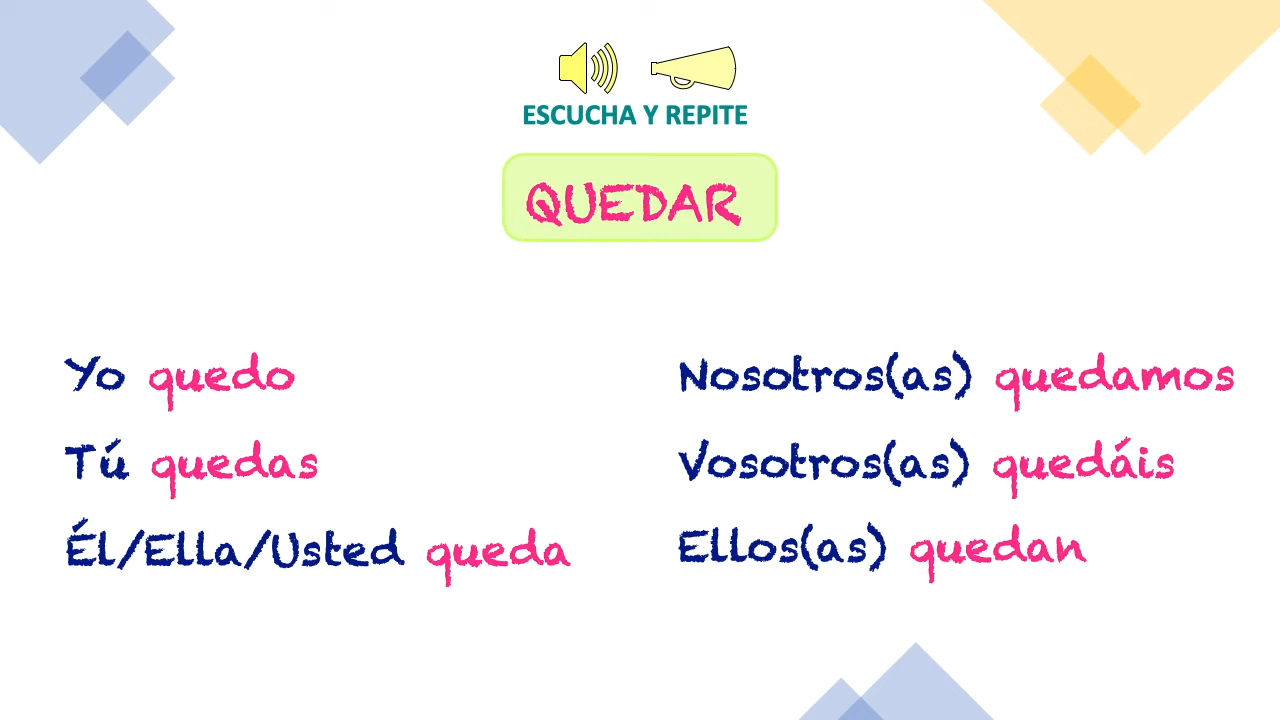 ESCUCHA Y REPITE
QUEDAR
Yo quedo
Tú quedas
Él/Ella/Usted queda
Nosotros(as) quedamos
Vosotros(as) quedáis
Ellos(as) quedan